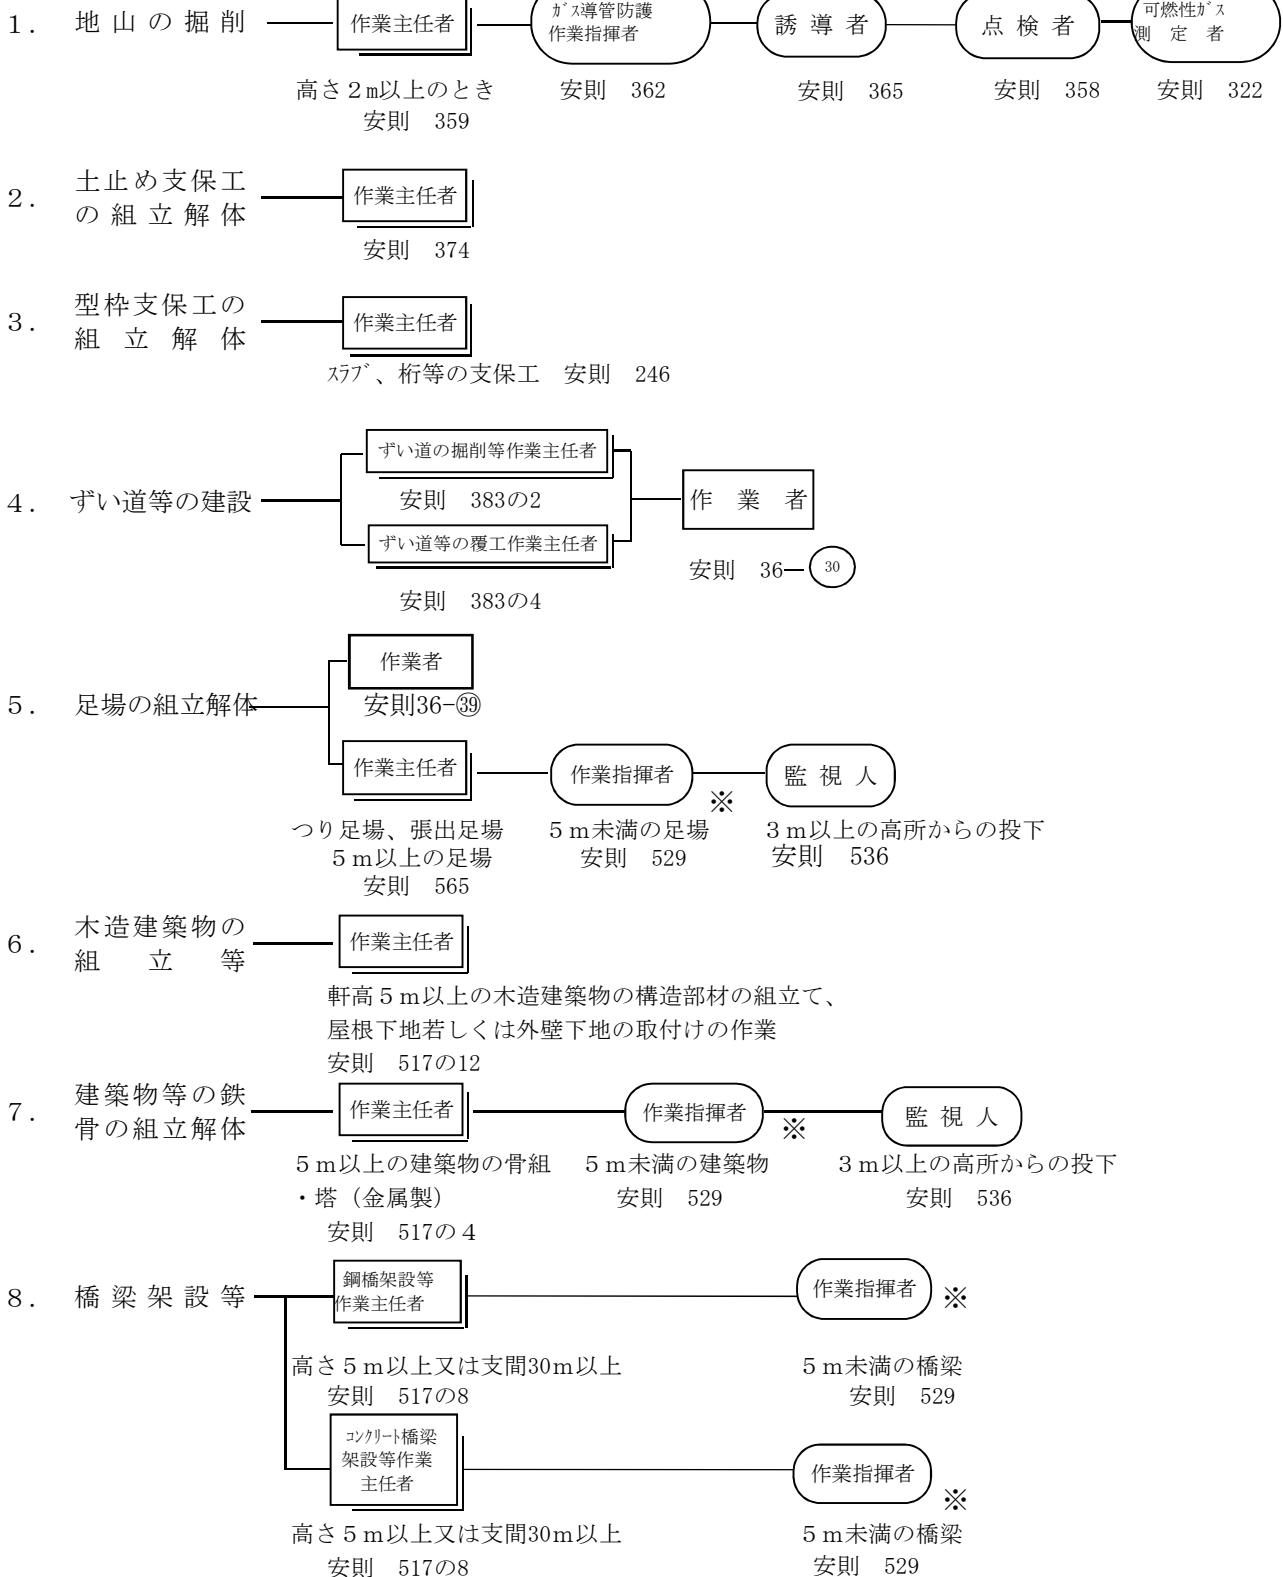 1. 地山の掘削
作業主任者
ガス導管防護
作業指揮者
誘導者
点検者
可燃性ガス
測定者
高さ2m以上のとき
安則 359
安則 362
安則 365
安則 358
安則 322
2. 土止め支保工
の組立解体
作業主任者
安則 374
3. 型枠支保工の
組立解体
作業主任者
スラブ、桁等の支保工 安則 246
4. ずい道等の建設
ずい道の掘削等作業主任者
安則 383の2
ずい道等の覆工作業主任者
安則 383の4
作業者
安則 36―30
5. 足場の組立解体
作業者
安則36-㊴
作業主任者
作業指揮者
※
監視人
つり足場、張出足場
5m以上の足場
安則 565
5m未満の足場
安則 529
3m以上の高所からの投下
安則 536
6. 木造建築物の
組立等
作業主任者
軒高5m以上の木造建築物の構造部材の組立て、
屋根下地若しくは外壁下地の取付けの作業
安則 517の12
7. 建築物等の鉄
骨の組立解体
作業主任者
作業指揮者
※
監視人
5m以上の建築物の骨組
・塔（金属製）
安則 517の4
5m未満の建築物
安則 529
3m以上の高所からの投下
安則 536
8. 橋梁架設等
鋼橋架設等
作業主任者
作業指揮者
※
高さ5m以上又は支間30m以上
安則 517の8
5m未満の橋梁
安則 529
コンクリート橋梁
架設等作業
主任者
作業指揮者
※
高さ5m以上又は支間30m以上
安則 517の8
5m未満の橋梁
安則 529